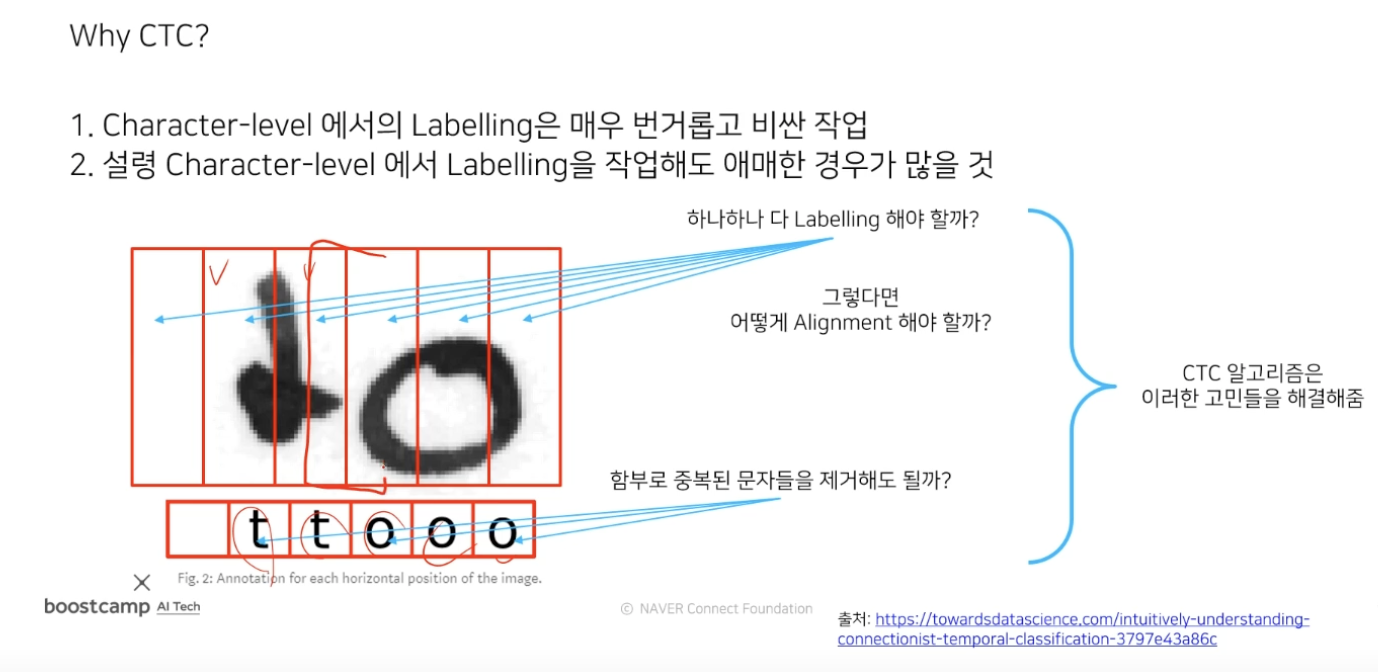 Why CTC?
1. Character-level 에서의 Labelling은 매우 번거롭고 비싼 작업
2. 설령 Character-level 에서 Labelling을 작업해도 애매한 경우가 많을 것
하나하나 다 Labelling 해야 할까?
그렇다면
어떻게 Alignment 해야 할까?
CTC 알고리즘은
이러한 고민들을 해결해줌
to
함부로 중복된 문자들을 제거해도 될까?
t t o o o
Fig. 2: Annotation for each horizontal position of the image.
boostcamp AI Tech
© NAVER Connect Foundation
출처: https://towardsdatascience.com/intuitively-understanding-
connectionist-temporal-classification-3797e43a86c